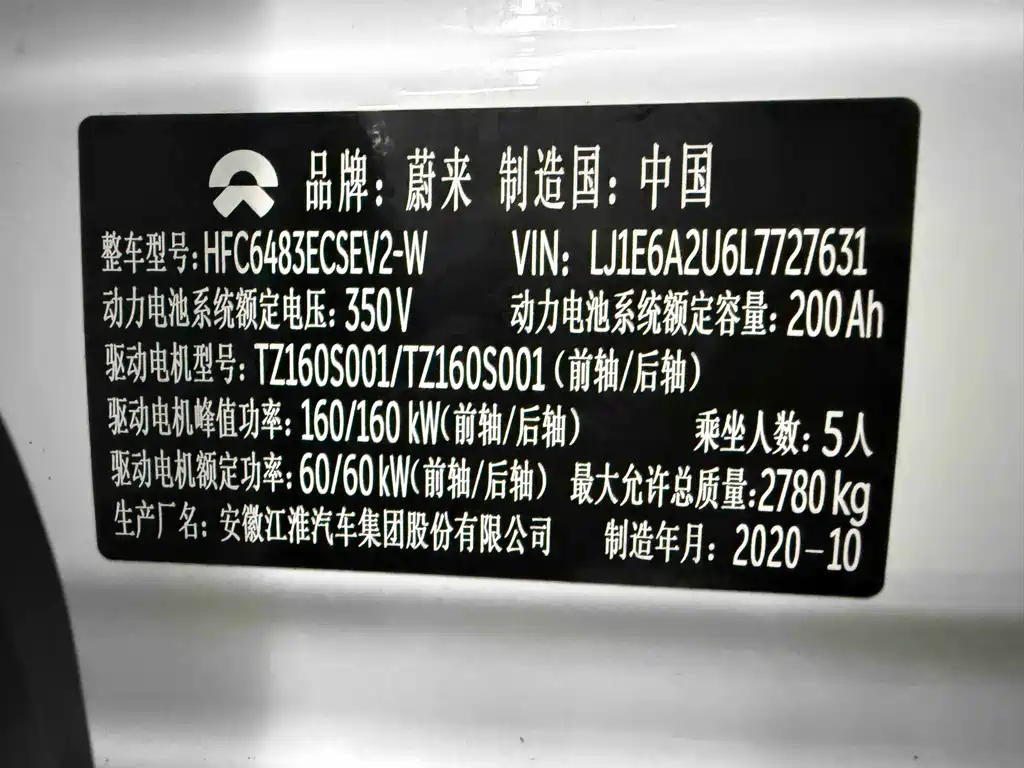 品牌：蔚来 制造国：中国
整车型号：HFC6483ECSEV2-W VIN：LJ1E6A2U6L7727631
动力电池系统额定电压：350V 动力电池系统额定容量：200Ah
驱动电机型号：TZ160S001/TZ160S001（前轴/后轴）
驱动电机峰值功率：160/160 kW（前轴/后轴） 乘坐人数：5人
驱动电机额定功率：60/60kW（前轴/后轴） 最大允许总质量：2780kg
生产厂名：安徽江淮汽车集团股份有限公司 制造年月：2020-10